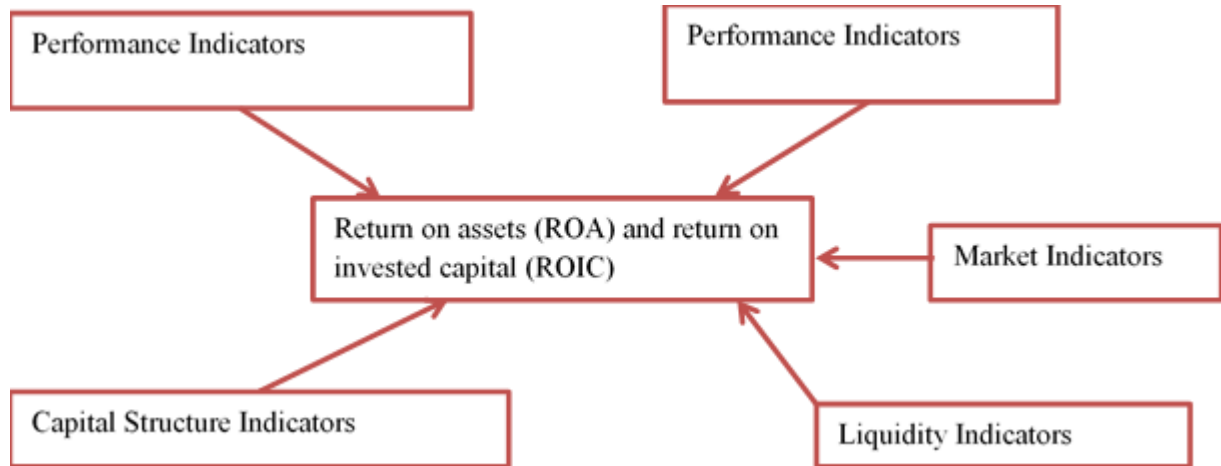 Performance Indicators
Performance Indicators
Return on assets (ROA) and return on
invested capital (ROIC)
Market Indicators
Capital Structure Indicators
Liquidity Indicators